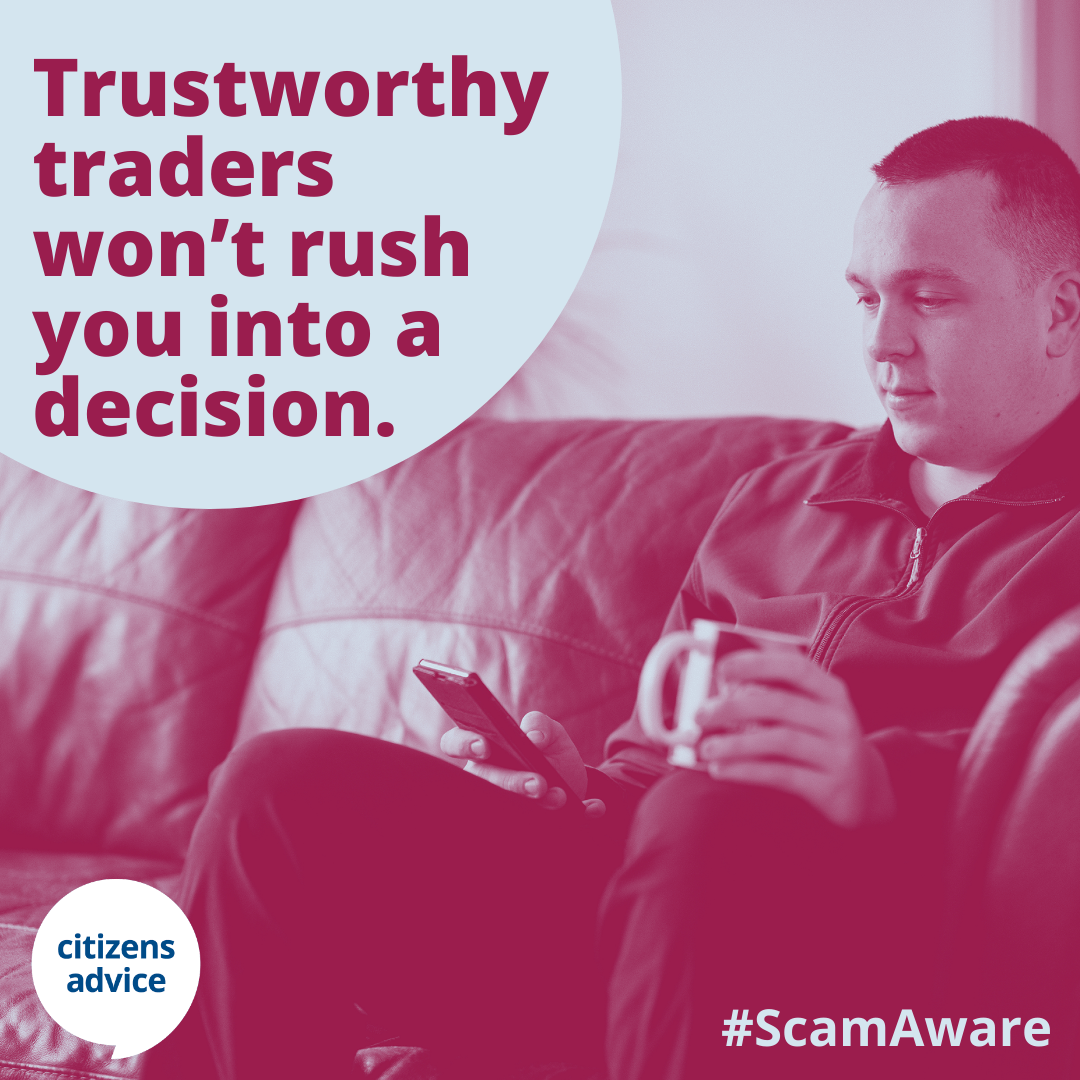 Trustworthy
traders
won’t rush
you into a
decision.
citizens
advice
#ScamAware